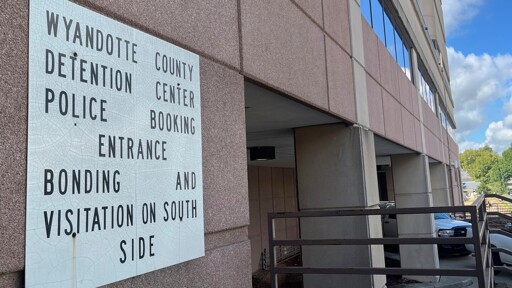 WYANDOTTE COUNTY
DETENTION CENTER
POLICE BOOKING
ENTRANCE
BONDING AND
VISITATION ON SOUTH
SIDE